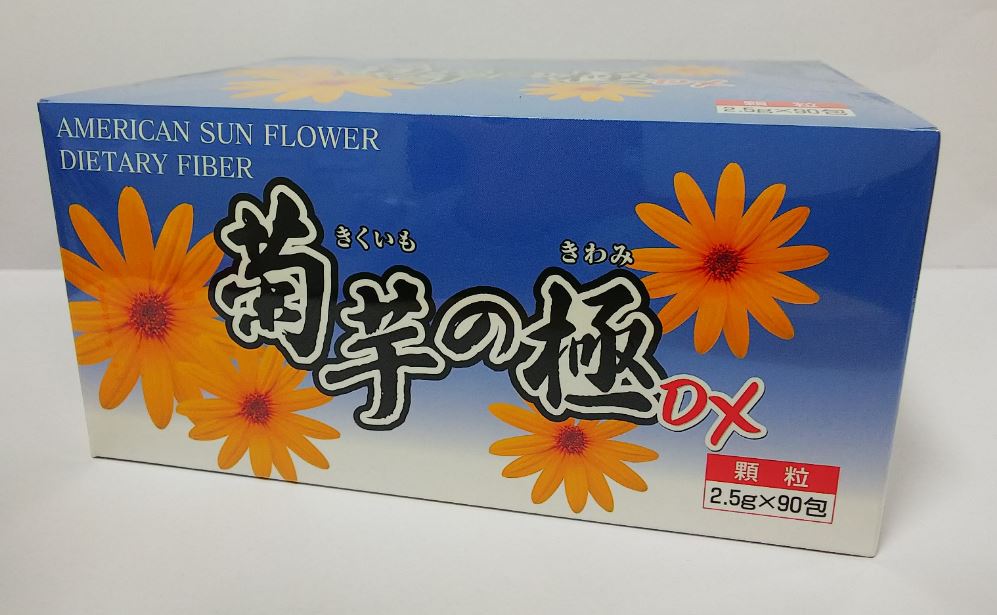 AMERICAN SUN FLOWER
DIETARY FIBER
きくいも
きわみ
菊芋の極DX
顆粒
2.5g×90包